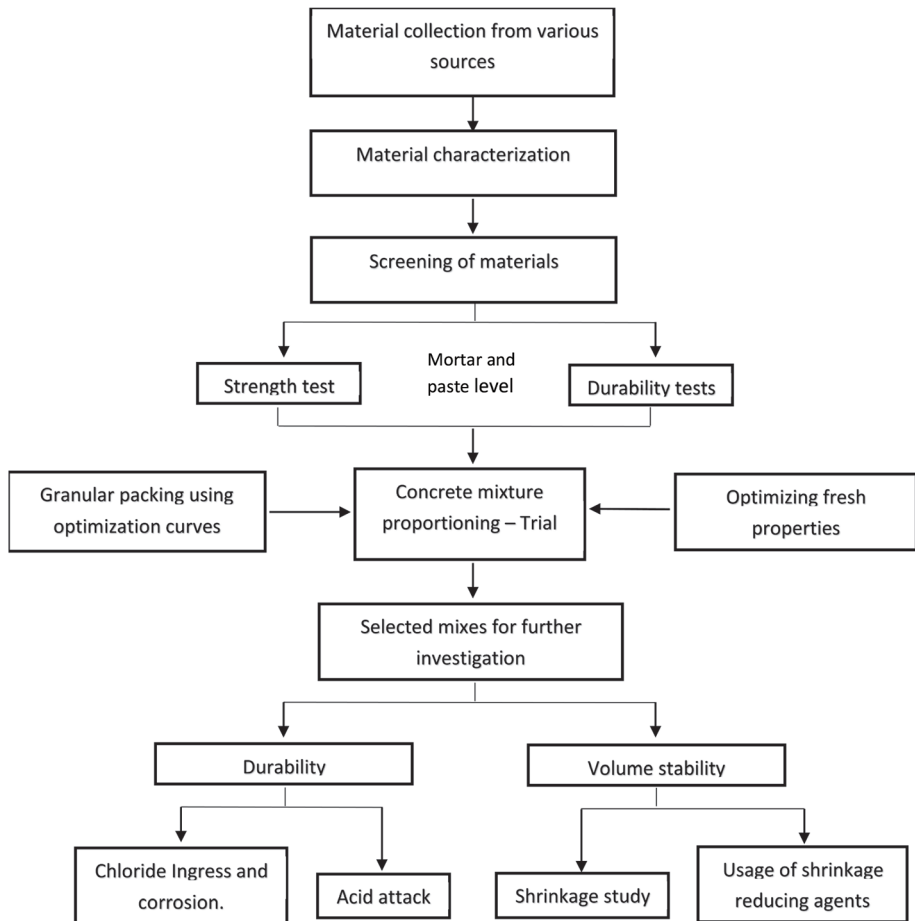 Material collection from various
sources
Material characterization
Screening of materials
Strength test
Mortar and
paste level
Durability tests
Granular packing using
optimization curves
Concrete mixture
proportioning – Trial
Optimizing fresh
properties
Selected mixes for further
investigation
Durability
Volume stability
Chloride Ingress and
corrosion.
Acid attack
Shrinkage study
Usage of shrinkage
reducing agents